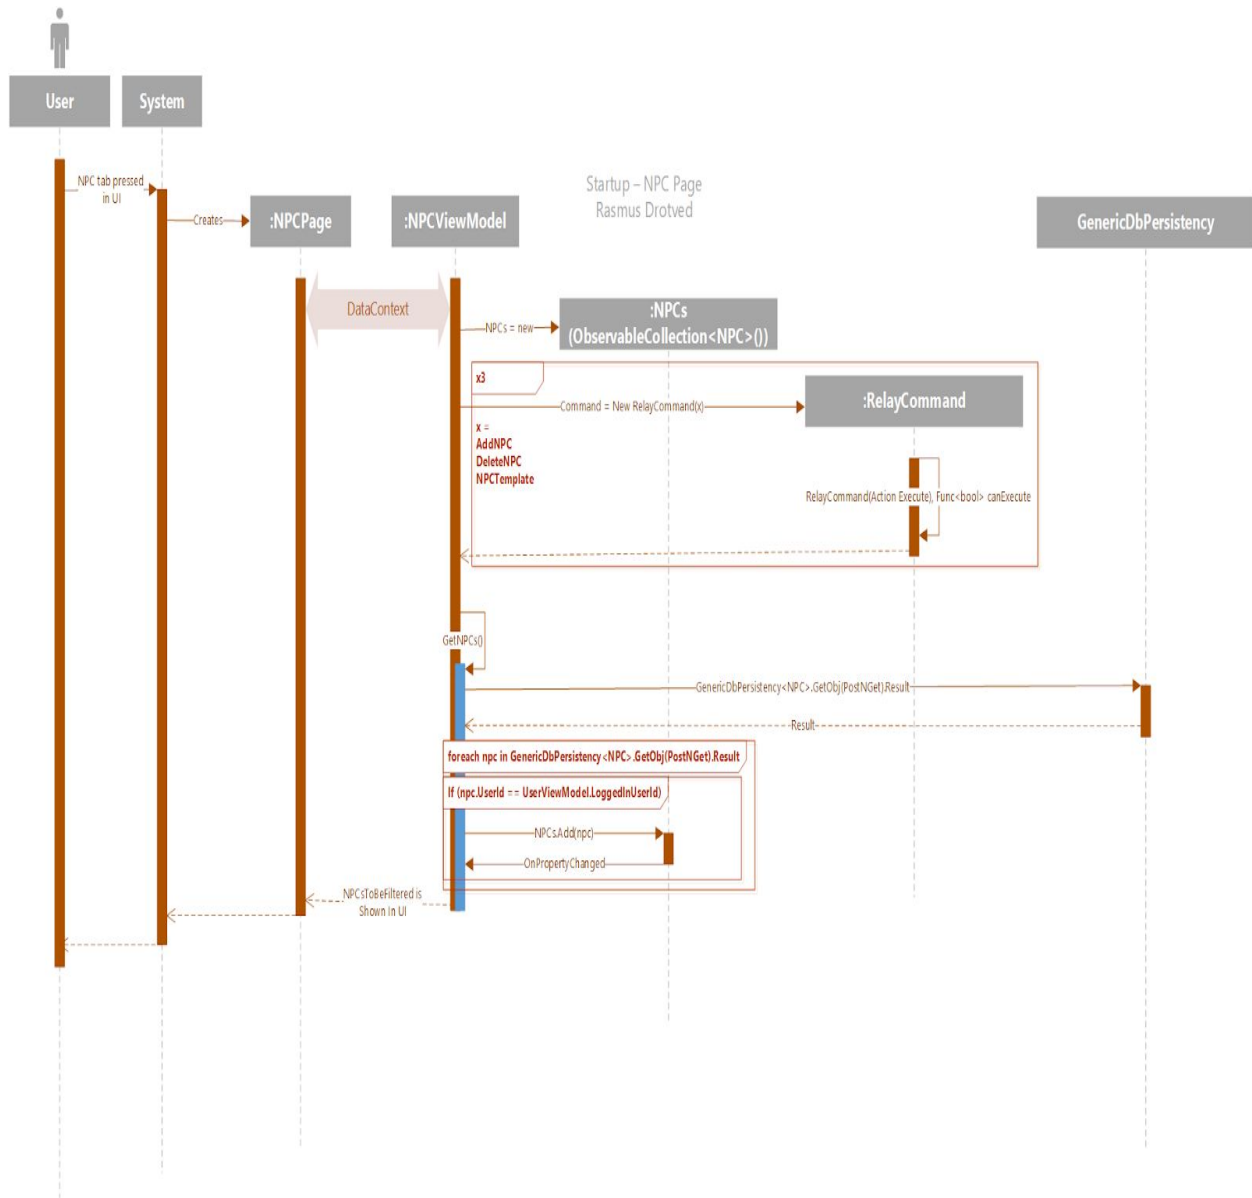 User
System
NPC tab pressed
in UI
Creates
:NPCPage
:NPCViewModel
Startup – NPC Page
Rasmus Drotved
GenericDbPersistency
DataContext
NPCs = new
:NPCs
(ObservableCollection<NPC>())
x3
Command = New RelayCommand(x)
:RelayCommand
x =
AddNPC
DeleteNPC
NPCTemplate
RelayCommand(Action Execute), Func<bool> canExecute
GetNPCs()
GenericDbPersistency<NPC>.GetObj(PostNGet).Result
Result
foreach npc in GenericDbPersistency<NPC>.GetObj(PostNGet).Result
If (npc.UserId == UserViewModel.LoggedInUserId)
NPCs.Add(npc)
OnPropertyChanged
NPCsToBeFiltered is
Shown In UI